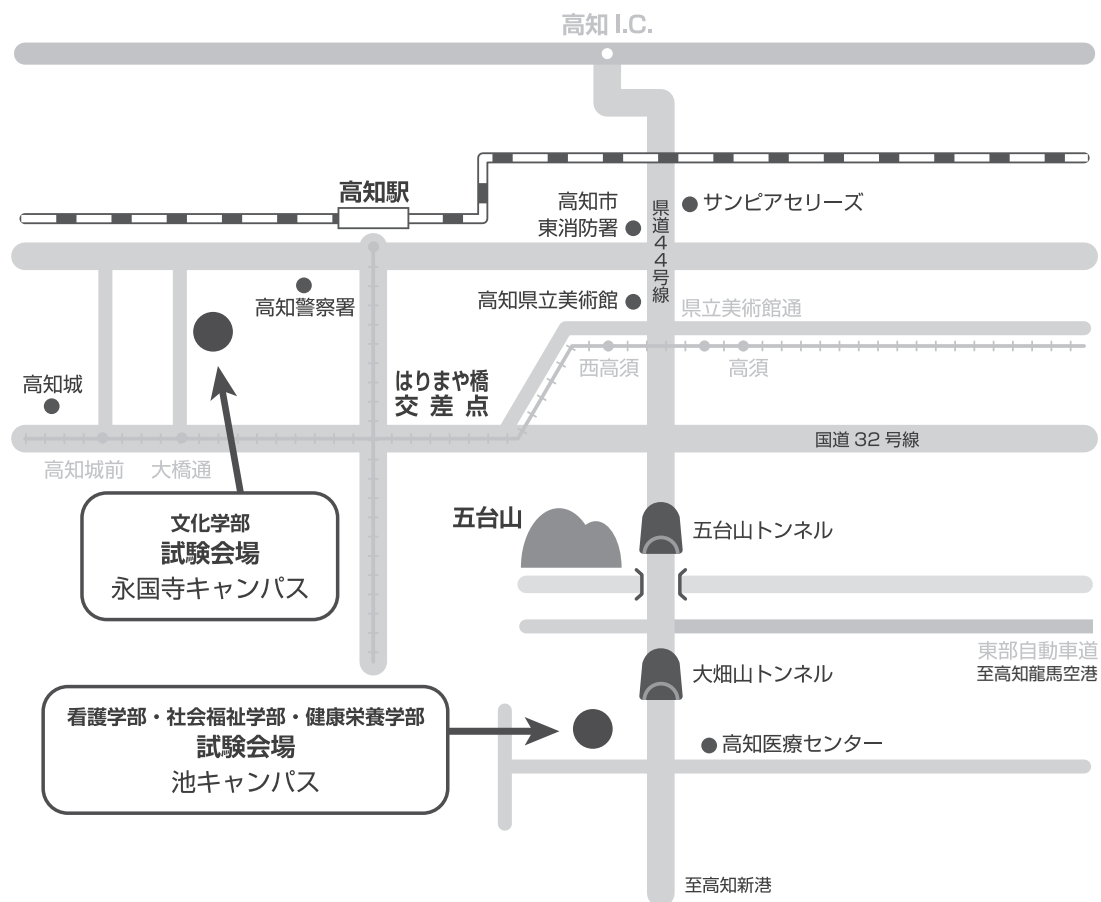 高知 I.C.
高知駅
高知市
東消防署
県道44号線
サンピアセリーズ
高知警察署
高知県立美術館
県立美術館通
西高須
高須
高知城
はりまや橋
交差点
国道 32 号線
高知城前
大橋通
文化学部
試験会場
永国寺キャンパス
五台山
五台山トンネル
東部自動車道
至高知龍馬空港
大畑山トンネル
看護学部・社会福祉学部・健康栄養学部
試験会場
池キャンパス
高知医療センター
至高知新港